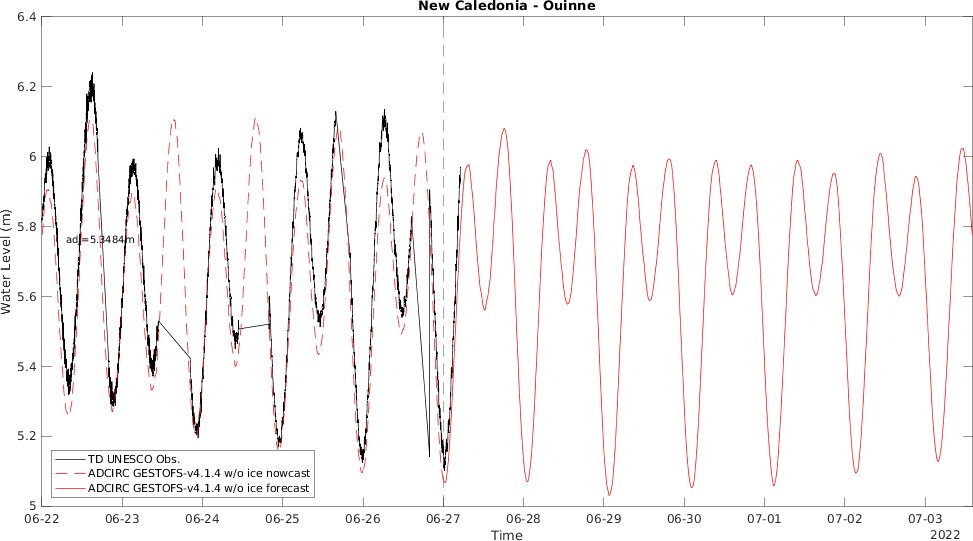 New Caledonia - Ouinne
6.4
6.2
6
5.8
5.6
5.4
5.2
5
Water Level (m)
adj=5.3484m
TD UNESCO Obs.
ADCIRC GESTOFS-v4.1.4 w/o ice nowcast
ADCIRC GESTOFS-v4.1.4 w/o ice forecast
06-22 06-23 06-24 06-25 06-26 06-27 06-28 06-29 06-30 07-01 07-02 07-03
Time
2022